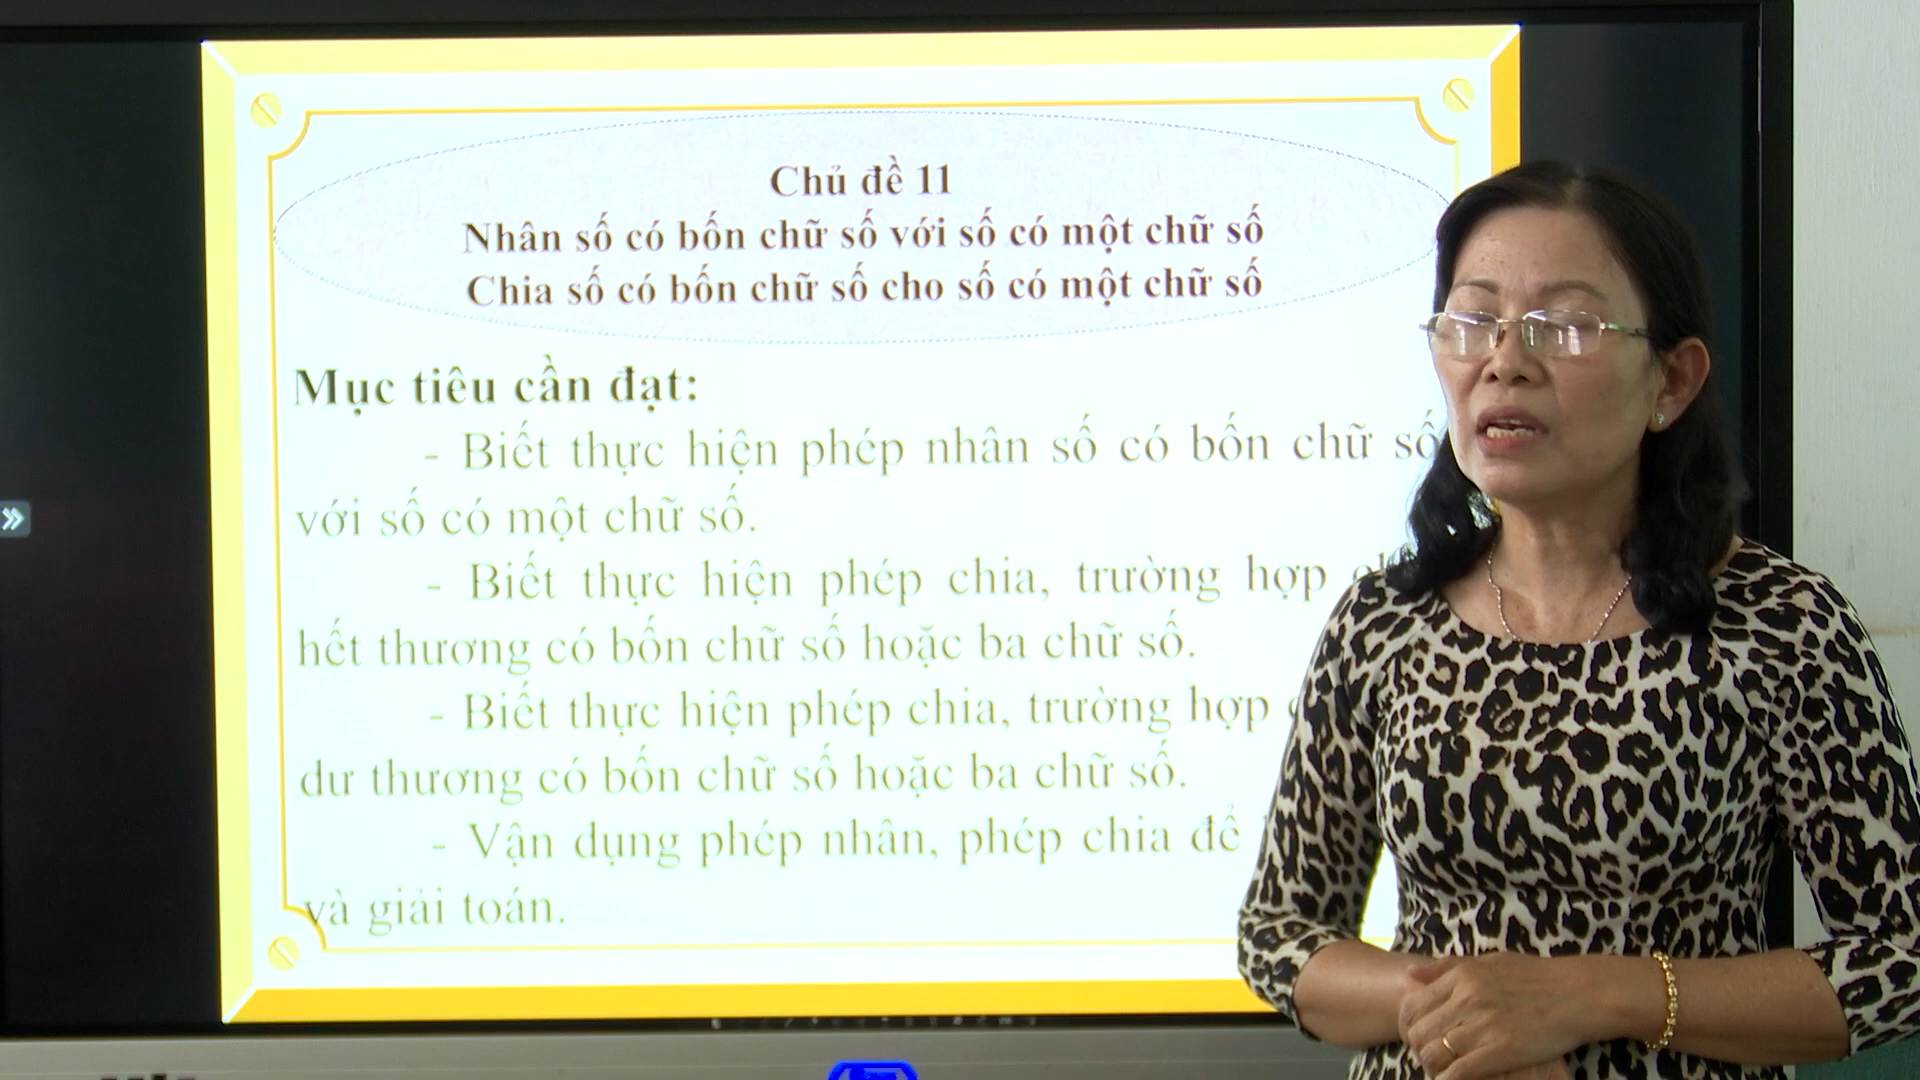 Chủ đề 11
Nhân số có bốn chữ số với số có một chữ số
Chia số có bốn chữ số cho số có một chữ số
Mục tiêu cần đạt:
- Biết thực hiện phép nhân số có bốn chữ số
với số có một chữ số.
- Biết thực hiện phép chia, trường hợp
hết thương có bốn chữ số hoặc ba chữ số.
- Biết thực hiện phép chia, trường hợp
dư thương có bốn chữ số hoặc ba chữ số.
- Vận dụng phép nhân, phép chia để
và giải toán.